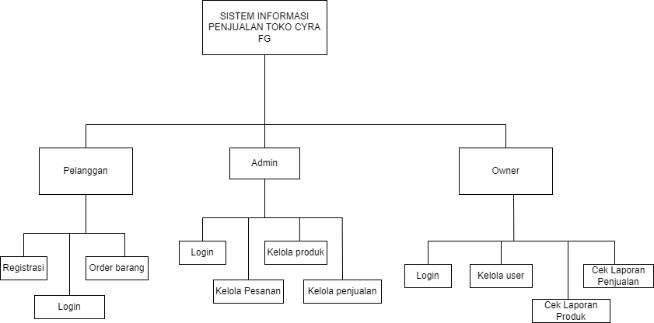 SISTEM INFORMASI
PENJUALAN TOKO CYRA
FG
Pelanggan
Admin
Owner
Registrasi
Login
Order barang
Login
Kelola Pesanan
Kelola produk
Kelola penjualan
Login
Kelola user
Cek Laporan
Produk
Cek Laporan
Penjualan